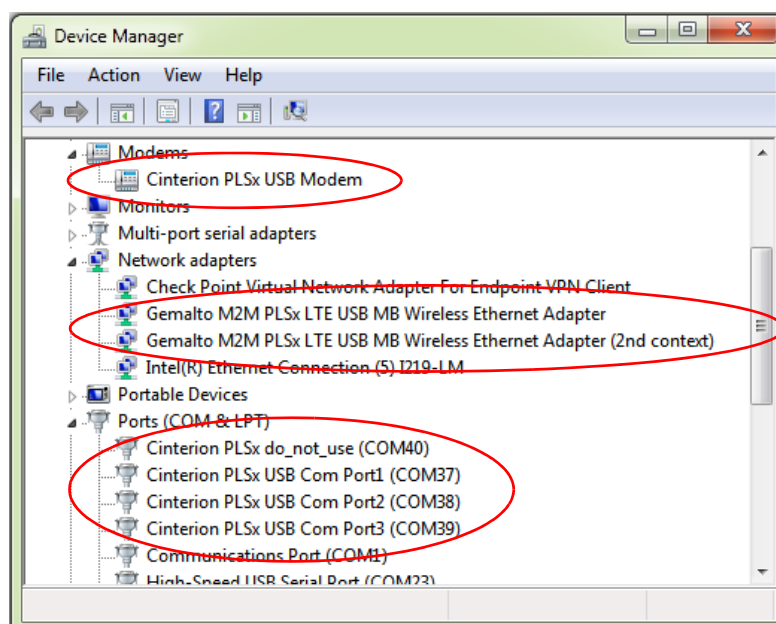 Device Manager
File Action View Help
Modems
Cinterion PLSx USB Modem
Monitors
Multi-port serial adapters
Network adapters
Check Point Virtual Network Adapter For Endpoint VPN Client
Gemalto M2M PLSx LTE USB MB Wireless Ethernet Adapter
Gemalto M2M PLSx LTE USB MB Wireless Ethernet Adapter (2nd context)
Intel(R) Ethernet Connection (5) I219-LM
Portable Devices
Ports (COM & LPT)
Cinterion PLSx do_not_use (COM40)
Cinterion PLSx USB Com Port1 (COM37)
Cinterion PLSx USB Com Port2 (COM38)
Cinterion PLSx USB Com Port3 (COM39)
Communications Port (COM1)
High-Speed USB Serial Port (COM23)